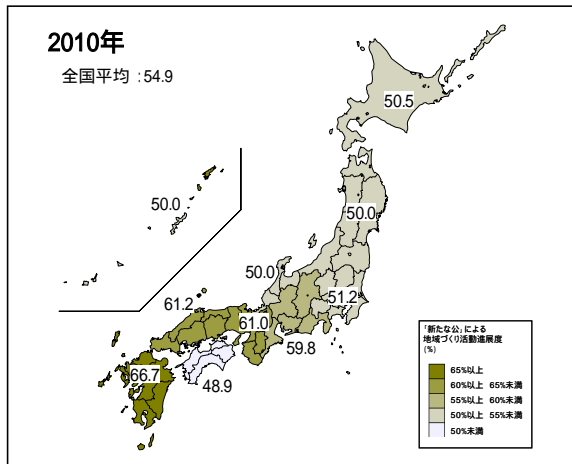 2010年
全国平均 :54.9
50.5
50.0
50.0
50.0
51.2
61.2
61.0
59.8
66.7
48.9
「新たな公」による
地域づくり活動進展度
(%)
65%以上
60%以上 65%未満
55%以上 60%未満
50%以上 55%未満
50%未満